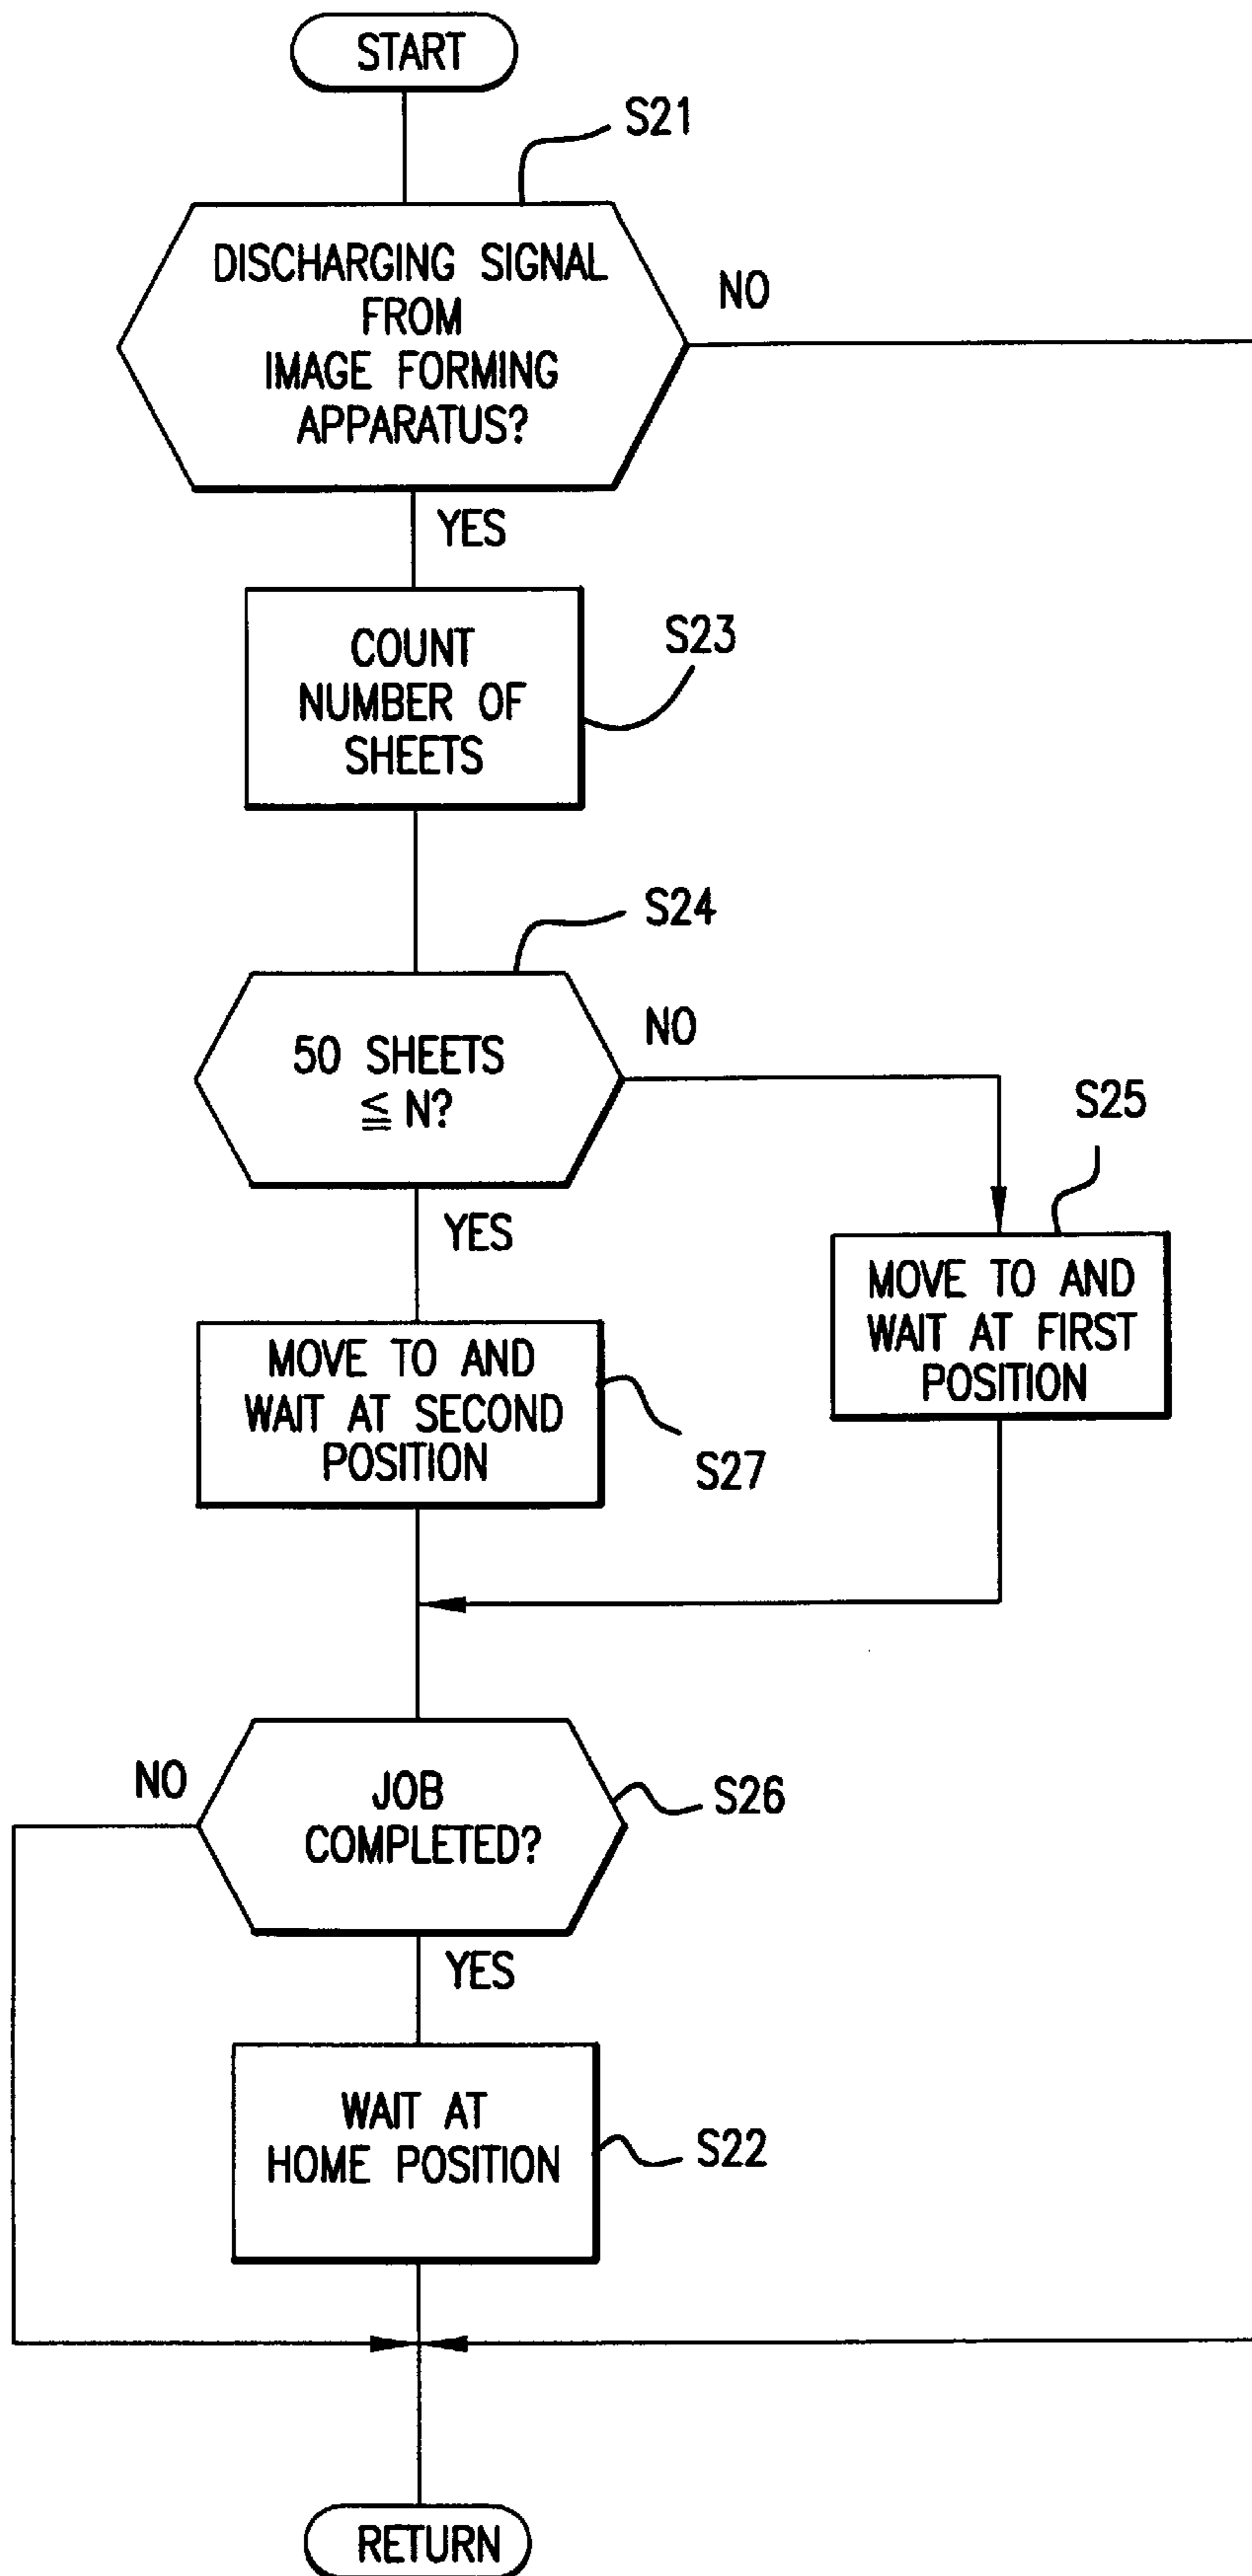 START
S21
DISCHARGING SIGNAL
FROM
IMAGE FORMING
APPARATUS?
NO
YES
COUNT
NUMBER OF
SHEETS
S23
S24
50 SHEETS
≦ N?
NO
YES
S25
MOVE TO AND
WAIT AT FIRST
POSITION
MOVE TO AND
WAIT AT SECOND
POSITION
S27
NO
JOB
COMPLETED?
S26
YES
WAIT AT
HOME POSITION
S22
RETURN